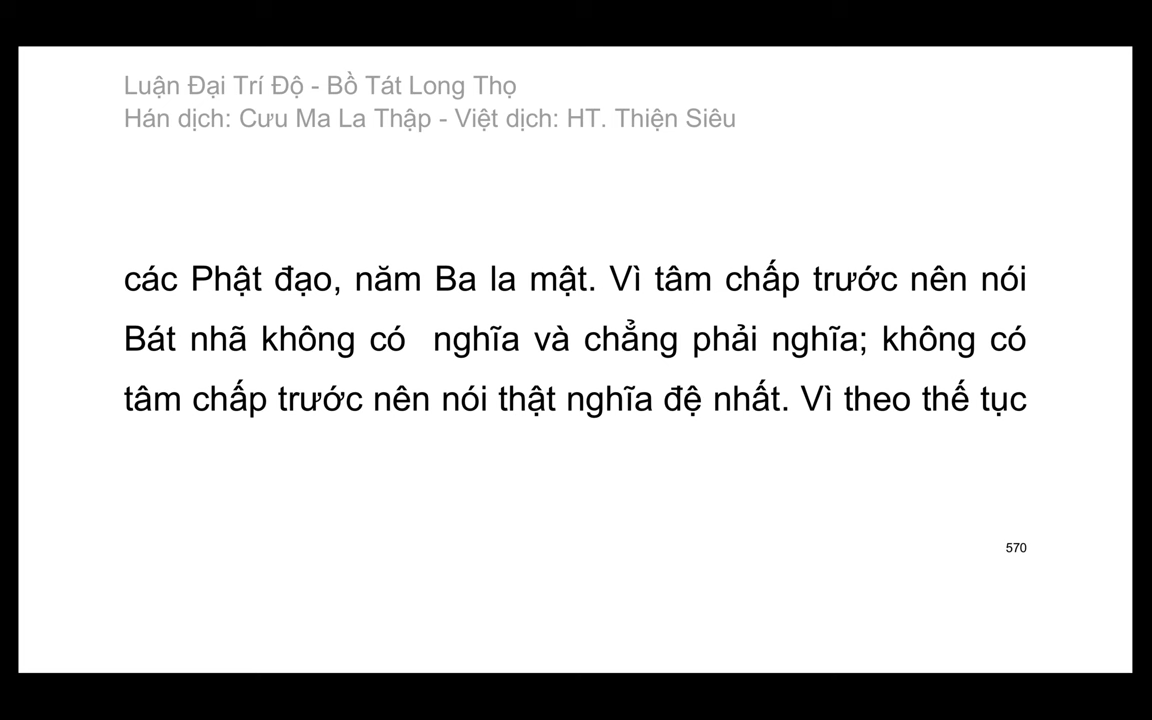 Luận Đại Trí Độ - Bồ Tát Long Thọ
Hán dịch: Cưu Ma La Thập - Việt dịch: HT. Thiện Siêu
các Phật đạo, năm Ba la mật. Vì tâm chấp trước nên nói
Bát nhã không có  nghĩa và chẳng phải nghĩa; không có
tâm chấp trước nên nói thật nghĩa đệ nhất. Vì theo thế tục
570